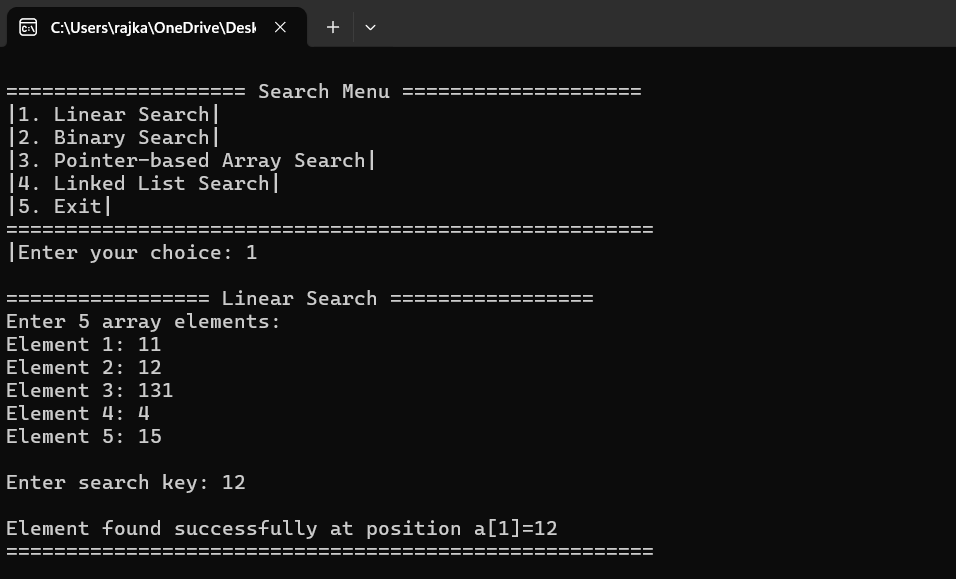 C:\Users\rajka\OneDrive\Desk
==================== Search Menu ====================
|1. Linear Search|
|2. Binary Search|
|3. Pointer-based Array Search|
|4. Linked List Search|
|5. Exit|
======================================================
|Enter your choice: 1
================= Linear Search =================
Enter 5 array elements:
Element 1: 11
Element 2: 12
Element 3: 131
Element 4: 4
Element 5: 15
Enter search key: 12
Element found successfully at position a[1]=12
======================================================